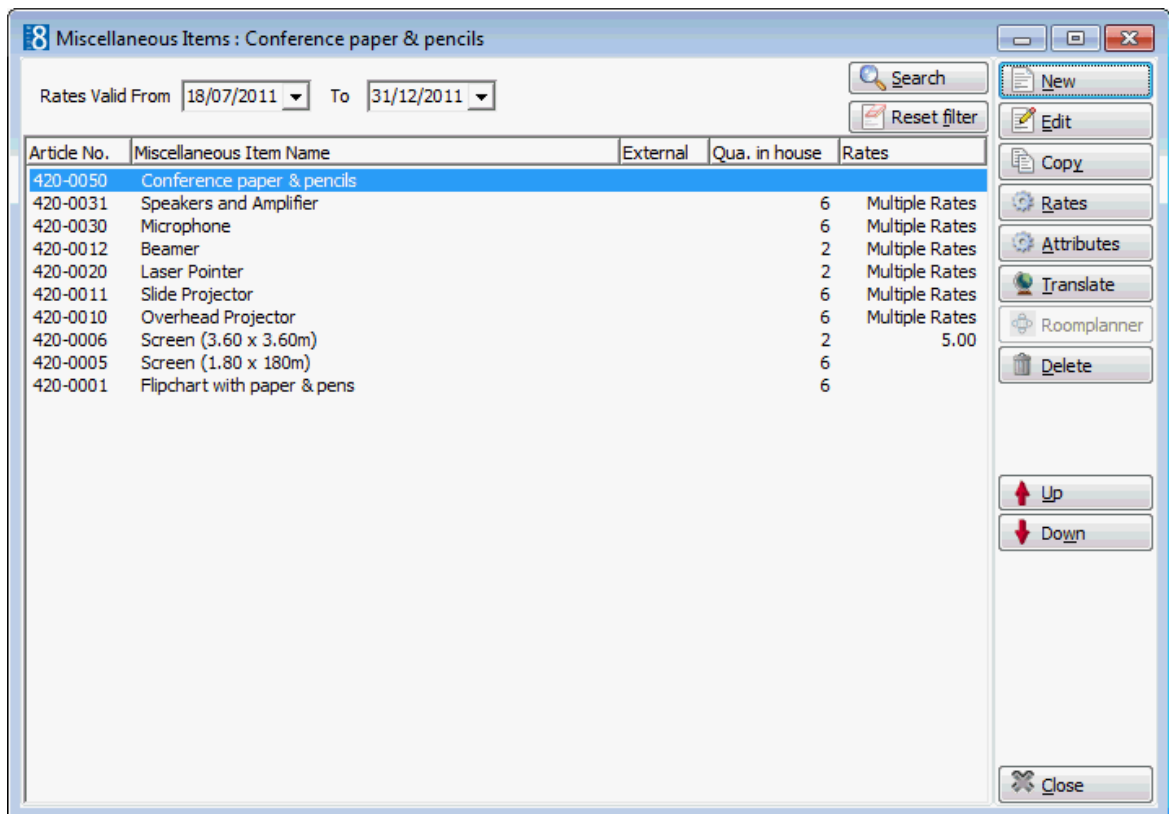 8 Miscellaneous Items : Conference paper & pencils
Rates Valid From 18/07/2011 To 31/12/2011
Search
Reset filter
Article No. Miscellaneous Item Name External Qua. in house Rates
420-0050 Conference paper & pencils
420-0031 Speakers and Amplifier 6 Multiple Rates
420-0030 Microphone 6 Multiple Rates
420-0012 Beamer 2 Multiple Rates
420-0020 Laser Pointer 2 Multiple Rates
420-0011 Slide Projector 6 Multiple Rates
420-0010 Overhead Projector 6 Multiple Rates
420-0006 Screen (3.60 x 3.60m) 2 5.00
420-0005 Screen (1.80 x 180m) 6
420-0001 Flipchart with paper & pens 6
New
Edit
Copy
Rates
Attributes
Translate
Roomplanner
Delete
Up
Down
Close